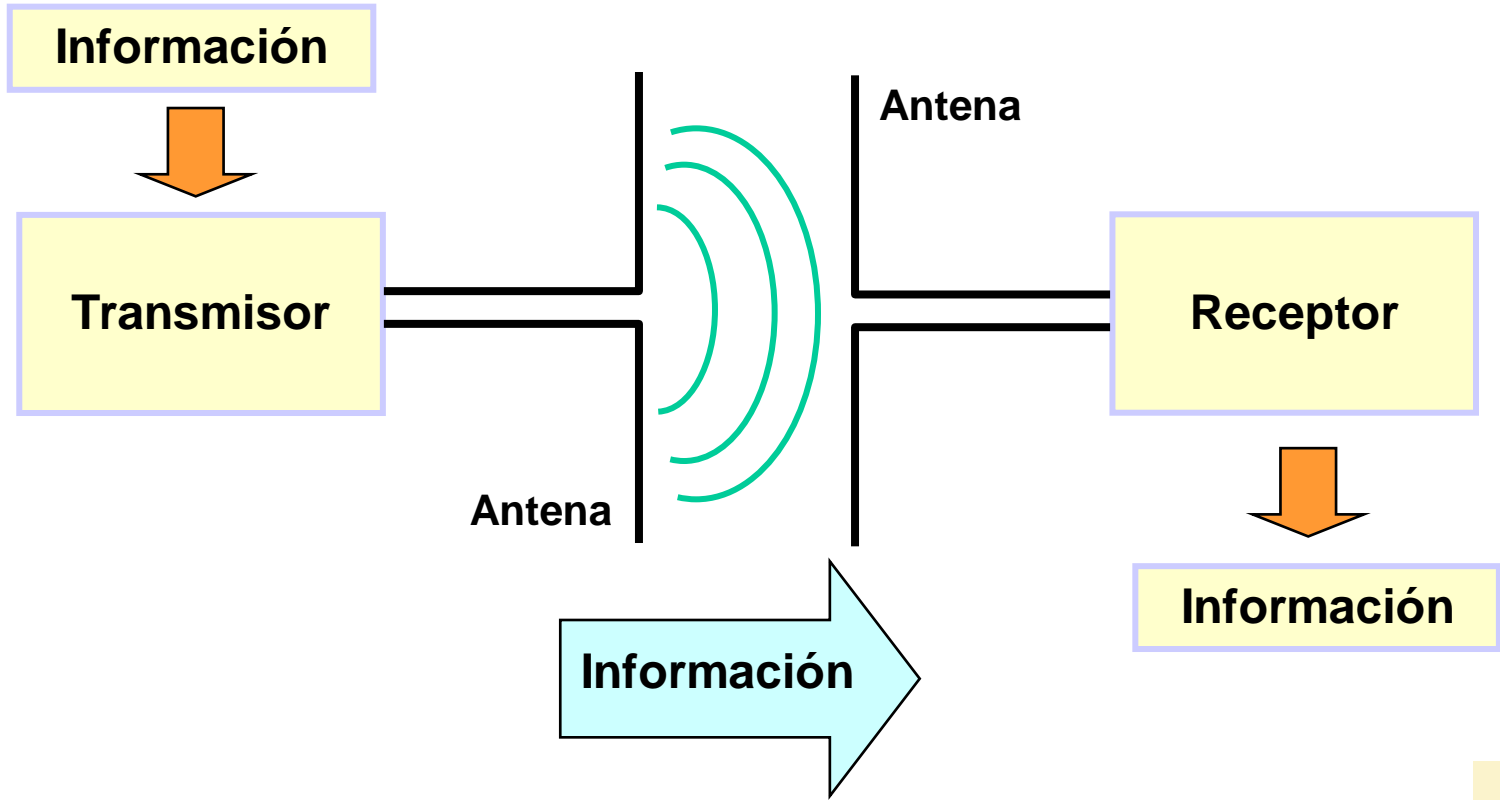 Información
Antena
Transmisor
Receptor
Antena
Información
Información